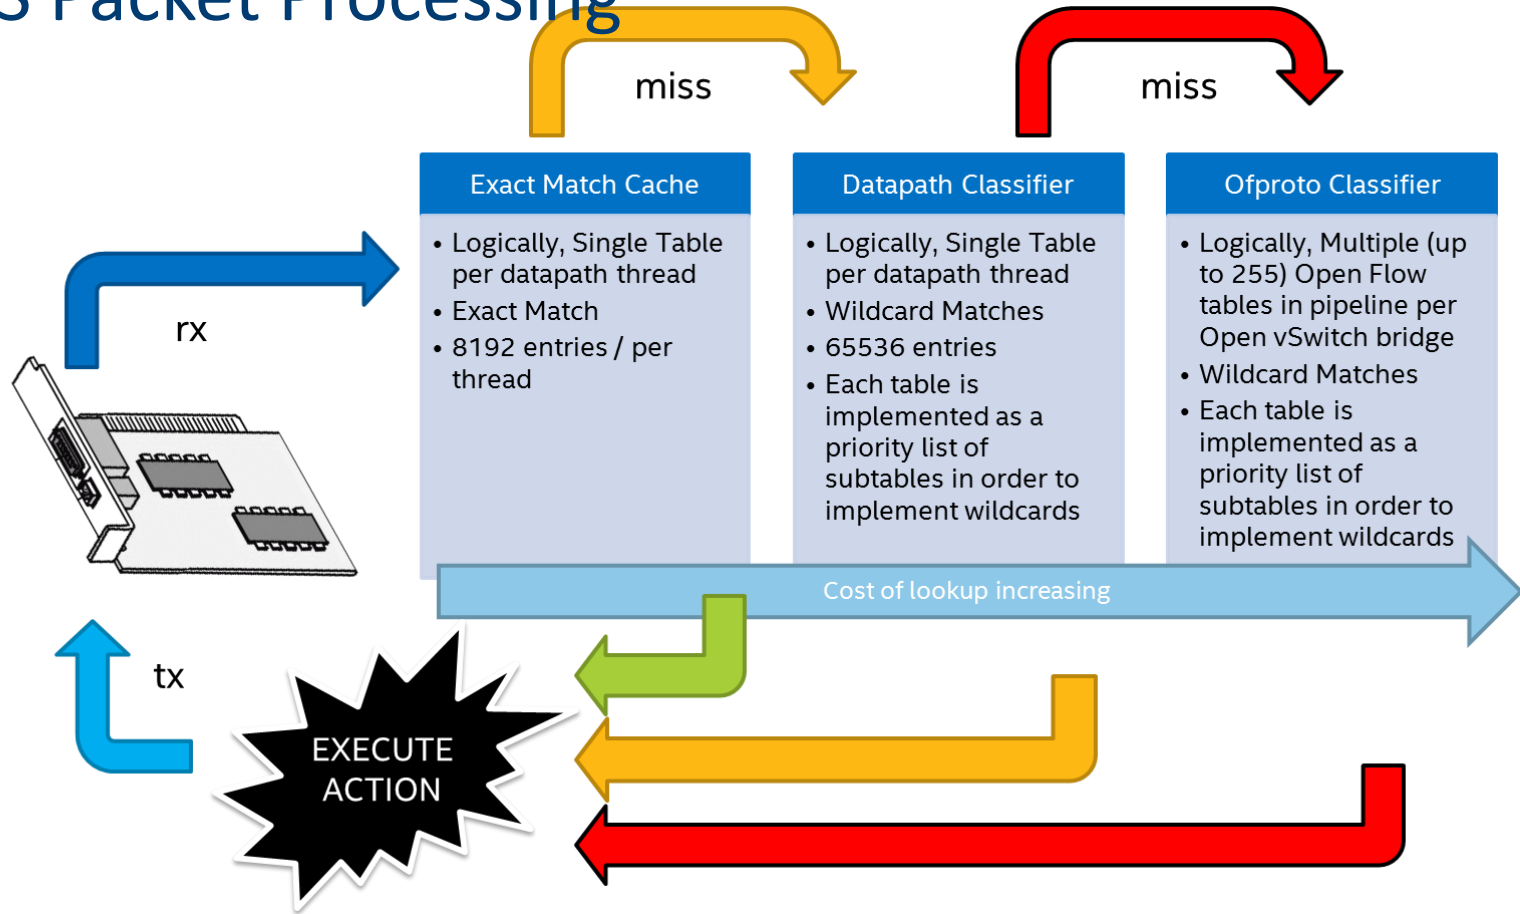 S Packet Processing
miss
miss
Exact Match Cache
• Logically, Single Table
per datapath thread
• Exact Match
• 8192 entries / per
thread
Datapath Classifier
• Logically, Single Table
per datapath thread
• Wildcard Matches
• 65536 entries
• Each table is
implemented as a
priority list of
subtables in order to
implement wildcards
Ofproto Classifier
• Logically, Multiple (up
to 255) Open Flow
tables in pipeline per
Open vSwitch bridge
• Wildcard Matches
• Each table is
implemented as a
priority list of
subtables in order to
implement wildcards
rx
Cost of lookup increasing
tx
EXECUTE
ACTION